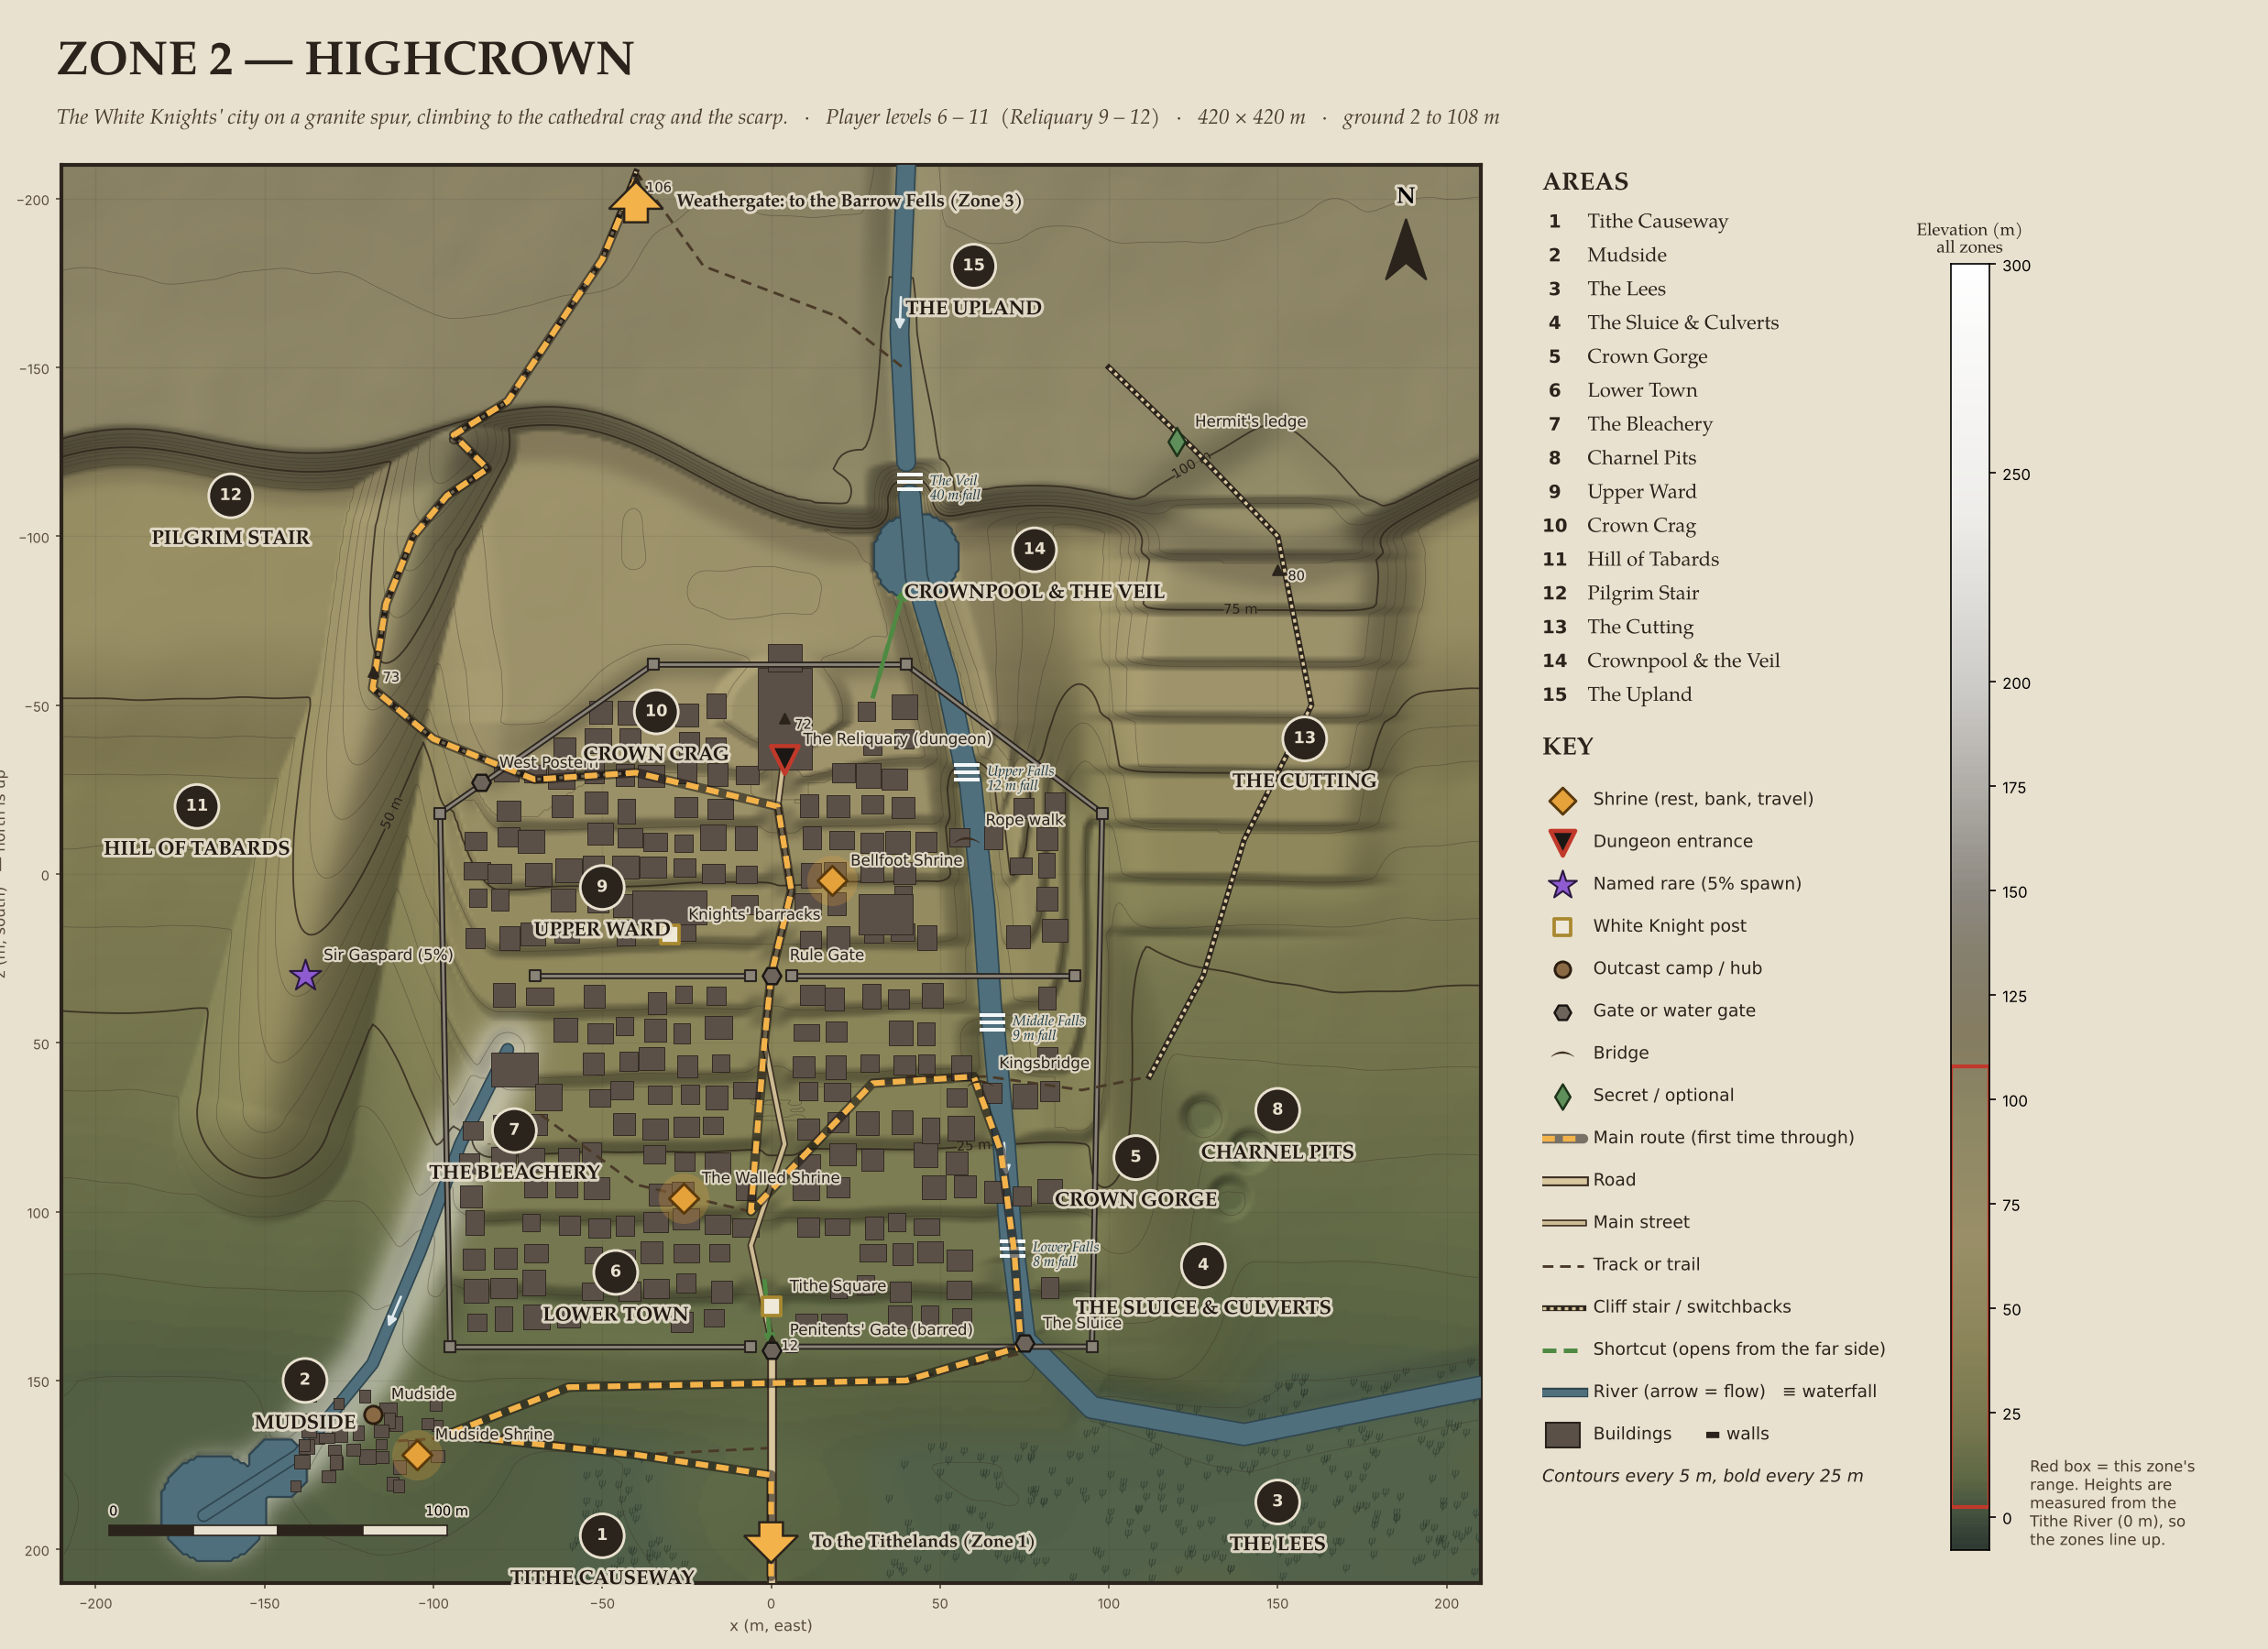 ZONE 2 — HIGHCROWN
The White Knights' city on a granite spur, climbing to the cathedral crag and the scarp. · Player levels 6 – 11 (Reliquary 9 – 12) · 420 × 420 m · ground 2 to 108 m
106
Weathergate: to the Barrow Fells (Zone 3)
N
15
THE UPLAND
Hermit's ledge
100 m
The Veil
40 m fall
12
PILGRIM STAIR
14
CROWNPOOL & THE VEIL
80
75 m
73
10
CROWN CRAG
72
The Reliquary (dungeon)
West Postern
Upper Falls
12 m fall
13
THE CUTTING
11
HILL OF TABARDS
50 m
Rope walk
Bellfoot Shrine
9
UPPER WARD
Knights' barracks
Sir Gaspard (5%)
Rule Gate
Middle Falls
9 m fall
Kingsbridge
7
THE BLEACHERY
25 m
8
CHARNEL PITS
5
CROWN GORGE
The Walled Shrine
Lower Falls
8 m fall
6
LOWER TOWN
Tithe Square
4
THE SLUICE & CULVERTS
The Sluice
Penitents' Gate (barred)
12
2
MUDSIDE
Mudside
Mudside Shrine
0
100 m
1
TITHE CAUSEWAY
To the Tithelands (Zone 1)
3
THE LEES
−200
−150
−100
−50
0
50
100
150
200
−200
−150
−100
−50
0
50
100
150
200
x (m, east)
z (m, south) — north is up
AREAS
1 Tithe Causeway
2 Mudside
3 The Lees
4 The Sluice & Culverts
5 Crown Gorge
6 Lower Town
7 The Bleachery
8 Charnel Pits
9 Upper Ward
10 Crown Crag
11 Hill of Tabards
12 Pilgrim Stair
13 The Cutting
14 Crownpool & the Veil
15 The Upland
KEY
Shrine (rest, bank, travel)
Dungeon entrance
Named rare (5% spawn)
White Knight post
Outcast camp / hub
Gate or water gate
Bridge
Secret / optional
Main route (first time through)
Road
Main street
Track or trail
Cliff stair / switchbacks
Shortcut (opens from the far side)
River (arrow = flow) ≡ waterfall
Buildings walls
Contours every 5 m, bold every 25 m
Elevation (m)
all zones
300
250
200
175
150
125
100
75
50
25
0
Red box = this zone's
range. Heights are
measured from the
Tithe River (0 m), so
the zones line up.